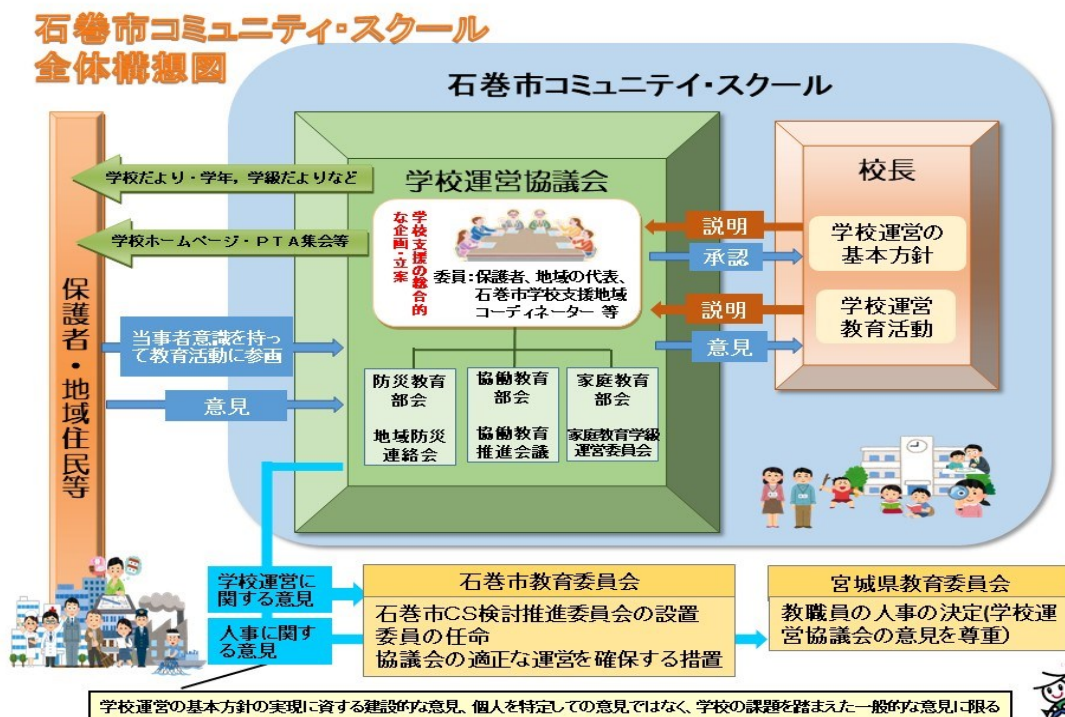 石巻市コミュニティ・スクール
全体構想図
石巻市コミュニテイ・スクール
学校だより・学年，学級だよりなど
学校ホームページ・ＰＴＡ集会等
保護者・地域住民等
当事者意識を持っ
て教育活動に参画
意見
学校運営協議会
学校支援の総合的
な企画・立案
委員：保護者、地域の代表、
石巻市学校支援地域
コーディネーター 等
防災教育
部会
地域防災
連絡会
協働教育
部会
協働教育
推進会議
家庭教育
部会
家庭教育学級
運営委員会
説明
承認
説明
意見
校長
学校運営の
基本方針
学校運営
教育活動
学校運営に
関する意見
人事に関す
る意見
石巻市教育委員会
石巻市CS検討推進委員会の設置
委員の任命
協議会の適正な運営を確保する措置
宮城県教育委員会
教職員の人事の決定(学校運
営協議会の意見を尊重)
学校運営の基本方針の実現に資する建設的な意見、個人を特定しての意見ではなく、学校の課題を踏まえた一般的な意見に限る